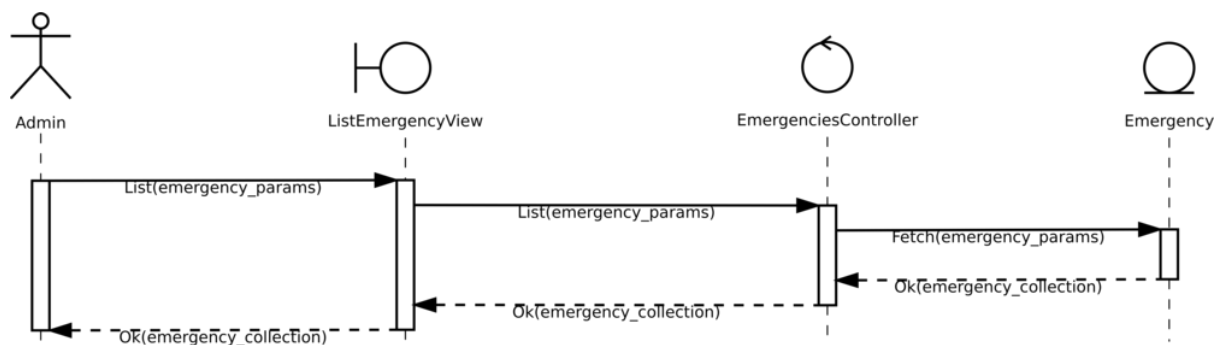 Admin
ListEmergencyView
EmergenciesController
Emergency
List(emergency_params)
List(emergency_params)
Fetch(emergency_params)
Ok(emergency_collection)
Ok(emergency_collection)
Ok(emergency_collection)